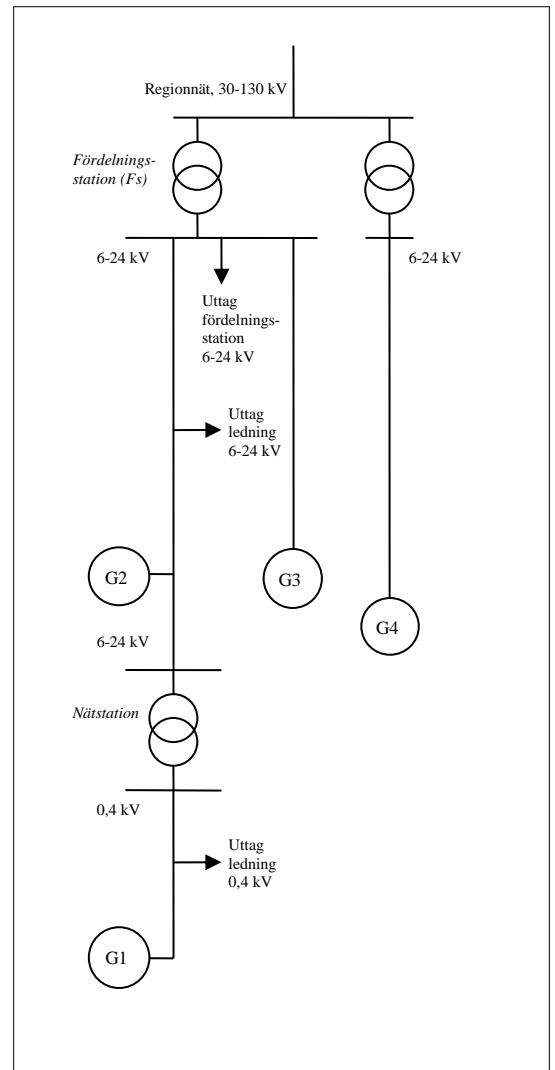 Regionnät, 30-130 kV
Fördelnings-
station (Fs)
6-24 kV
6-24 kV
Uttag
fördelnings-
station
6-24 kV
Uttag
ledning
6-24 kV
G2
G3
G4
6-24 kV
Nätstation
0,4 kV
Uttag
ledning
0,4 kV
G1